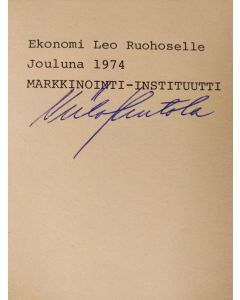 Ekonomi Leo Ruohoselle
Jouluna 1974
MARKKINOINTI-INSTITUUTTI